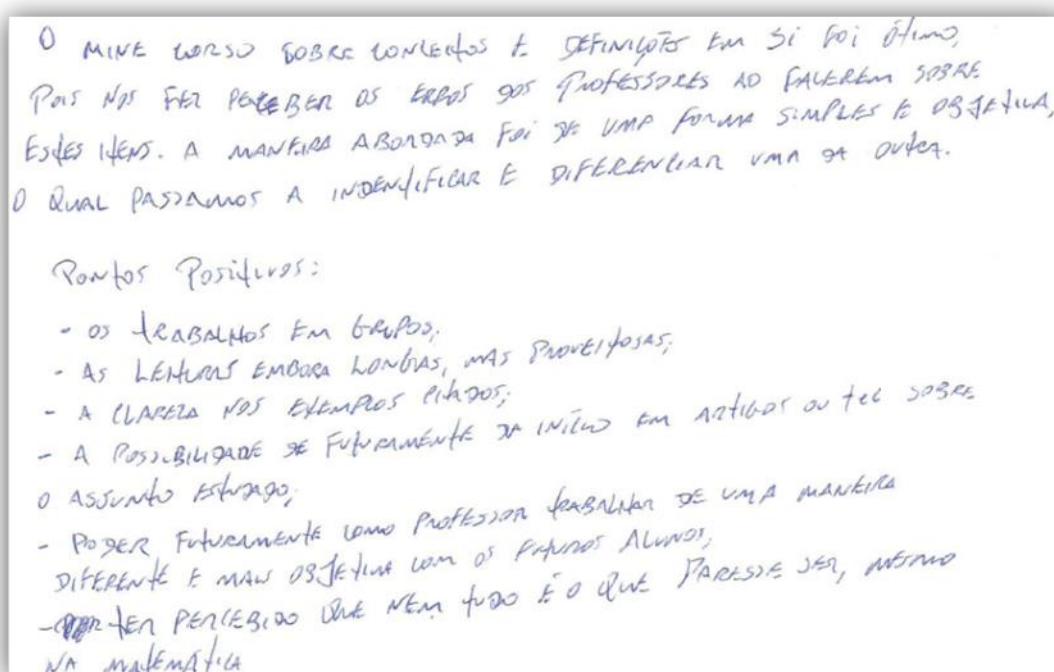 O MINE CORSO SOBRE CONCEITOS E DEFINIÇÕES EM SI FOI ÓTIMO,
POIS NOS FEZ PERCEBER OS ERROS DOS PROFESSORES AO FALEREM SOBRE
ESTES ITENS. A MANEIRA ABORDADA FOI DE UMA FORMA SIMPLES E OBJETIVA,
O QUAL PASSAMOS A INDENTIFICAR E DIFERENCIAR UMA DA OUTRA.
PONTOS POSITIVOS:
- OS TRABALHOS EM GRUPOS;
- AS LEITURAS EMBORA LONGAS, MAS PROVEITOSAS;
- A CLAREZA NOS EXEMPLOS CITADOS;
- A POSSIBILIDADE DE FUTURAMENTE DA INÍCIO EM ARTIGOS OU TCC SOBRE
O ASSUNTO ESTUDADO;
- PODER FUTURAMENTE COMO PROFESSOR TRABALHAR DE UMA MANEIRA
DIFERENTE E MAIS OBJETIVA COM OS FUTUROS ALUNOS;
- TER PERCEBIDO QUE NEM TUDO É O QUE PARESSE SER, MESMO
NA MATEMÁTICA